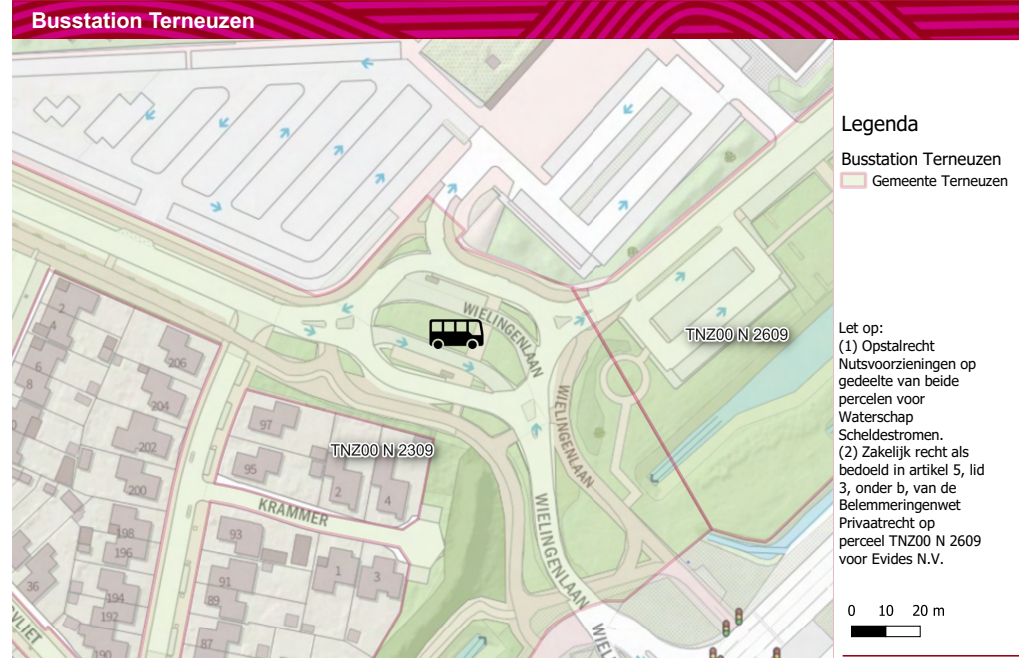 Busstation Terneuzen
Legenda
Busstation Terneuzen
Gemeente Terneuzen
Let op:
(1) Opstalrecht
Nutsvoorzieningen op
gedeelte van beide
percelen voor
Waterschap
Scheldestromen.
(2) Zakelijk recht als
bedoeld in artikel 5, lid
3, onder b, van de
Belemmeringenwet
Privaatrecht op
perceel TNZ00 N 2609
voor Evides N.V.
0 10 20 m
WIELINGENLAAN
TNZ00 N 2609
WIELINGENLAAN
TNZ00 N 2309
WIELINGENLAAN
KRAMMER
WIEL
VLIET
2
4
6
8
206
204
202
200
198
196
194
192
190
36
97
95
2
4
93
91
89
87
1
3